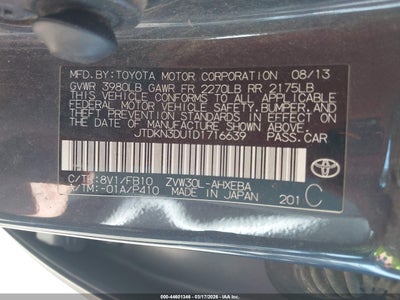 MFD.BY:TOYOTA MOTOR CORPORATION 08/13
GVWR 3980LB GAWR FR 2270LB RR 2175LB
THIS VEHICLE CONFORMS TO ALL APPLICABLE
FEDERAL MOTOR VEHICLE SAFETY, BUMPER, AND
THEFT PREVENTION STANDARDS IN EFFECT ON
THE DATE OF MANUFACTURE SHOWN ABOVE.
JTDKN3DU1D1716639 PASS.CAR
C/TR:8V1/FB10 ZVW30L-AHXEBA
A/TM:-01A/P410 MADE IN JAPAN 201 C
TOYOTA
000-44601346 - 03/17/2026 - IAA, Inc.